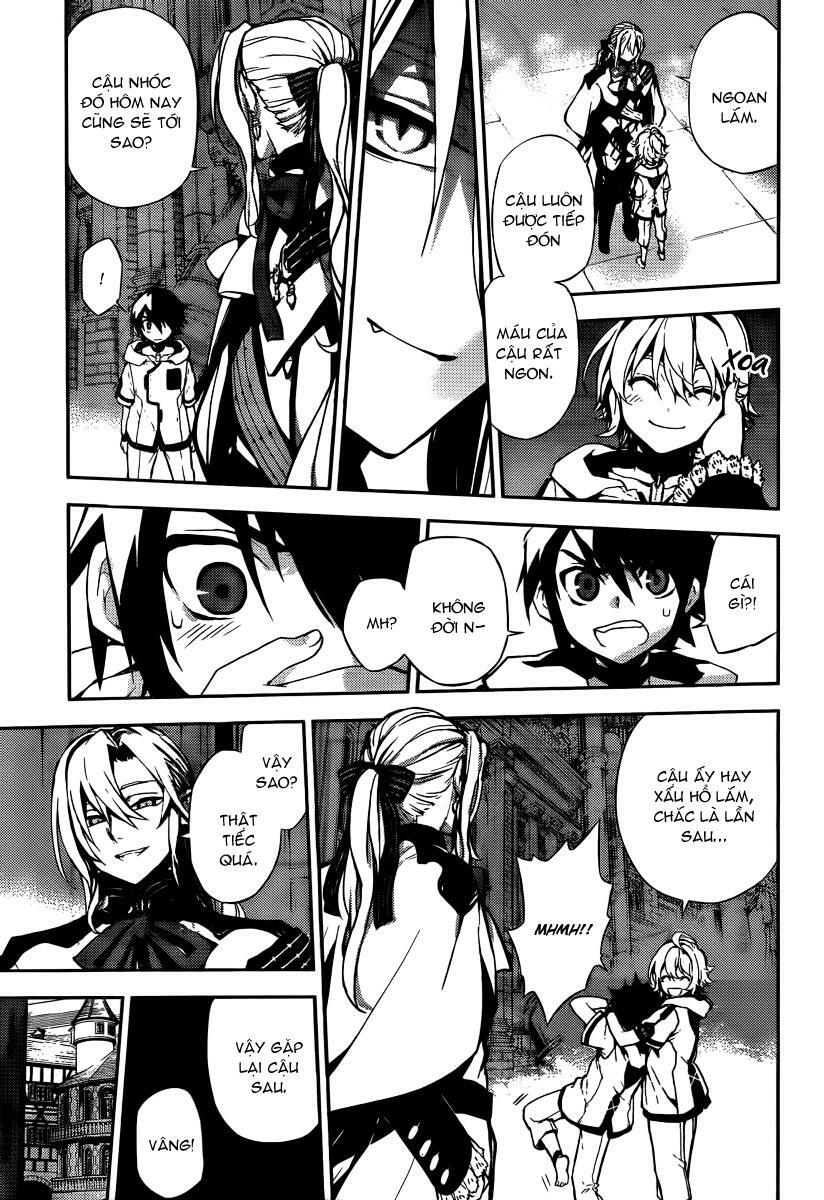 NGOAN
LẮM.
CẬU LUÔN
ĐƯỢC TIẾP
ĐÓN
MÁU CỦA
CẬU RẤT
NGON.
XOA
CẬU NHÓC
ĐÓ HÔM NAY
CŨNG SẼ TỚI
SAO?
!
CÁI
GÌ?!
KHÔNG
ĐỜI N-
MH?
CẬU ẤY HAY
XẤU HỔ LẮM,
CHẮC LÀ LẦN
SAU...
MHMH!!
VẬY
SAO?
THẬT
TIẾC
QUÁ.
VẬY GẶP
LẠI CẬU
SAU.
VÂNG!